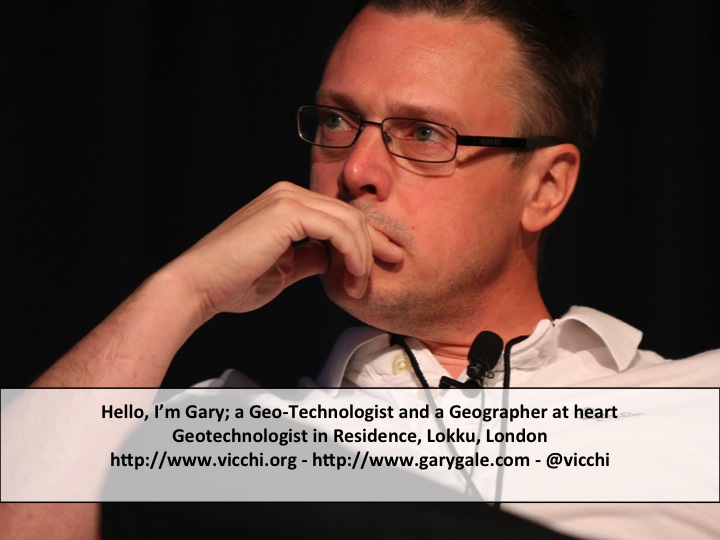 Hello, I’m Gary; a Geo-Technologist and a Geographer at heart
Geotechnologist in Residence, Lokku, London
http://www.vicchi.org - http://www.garygale.com - @vicchi